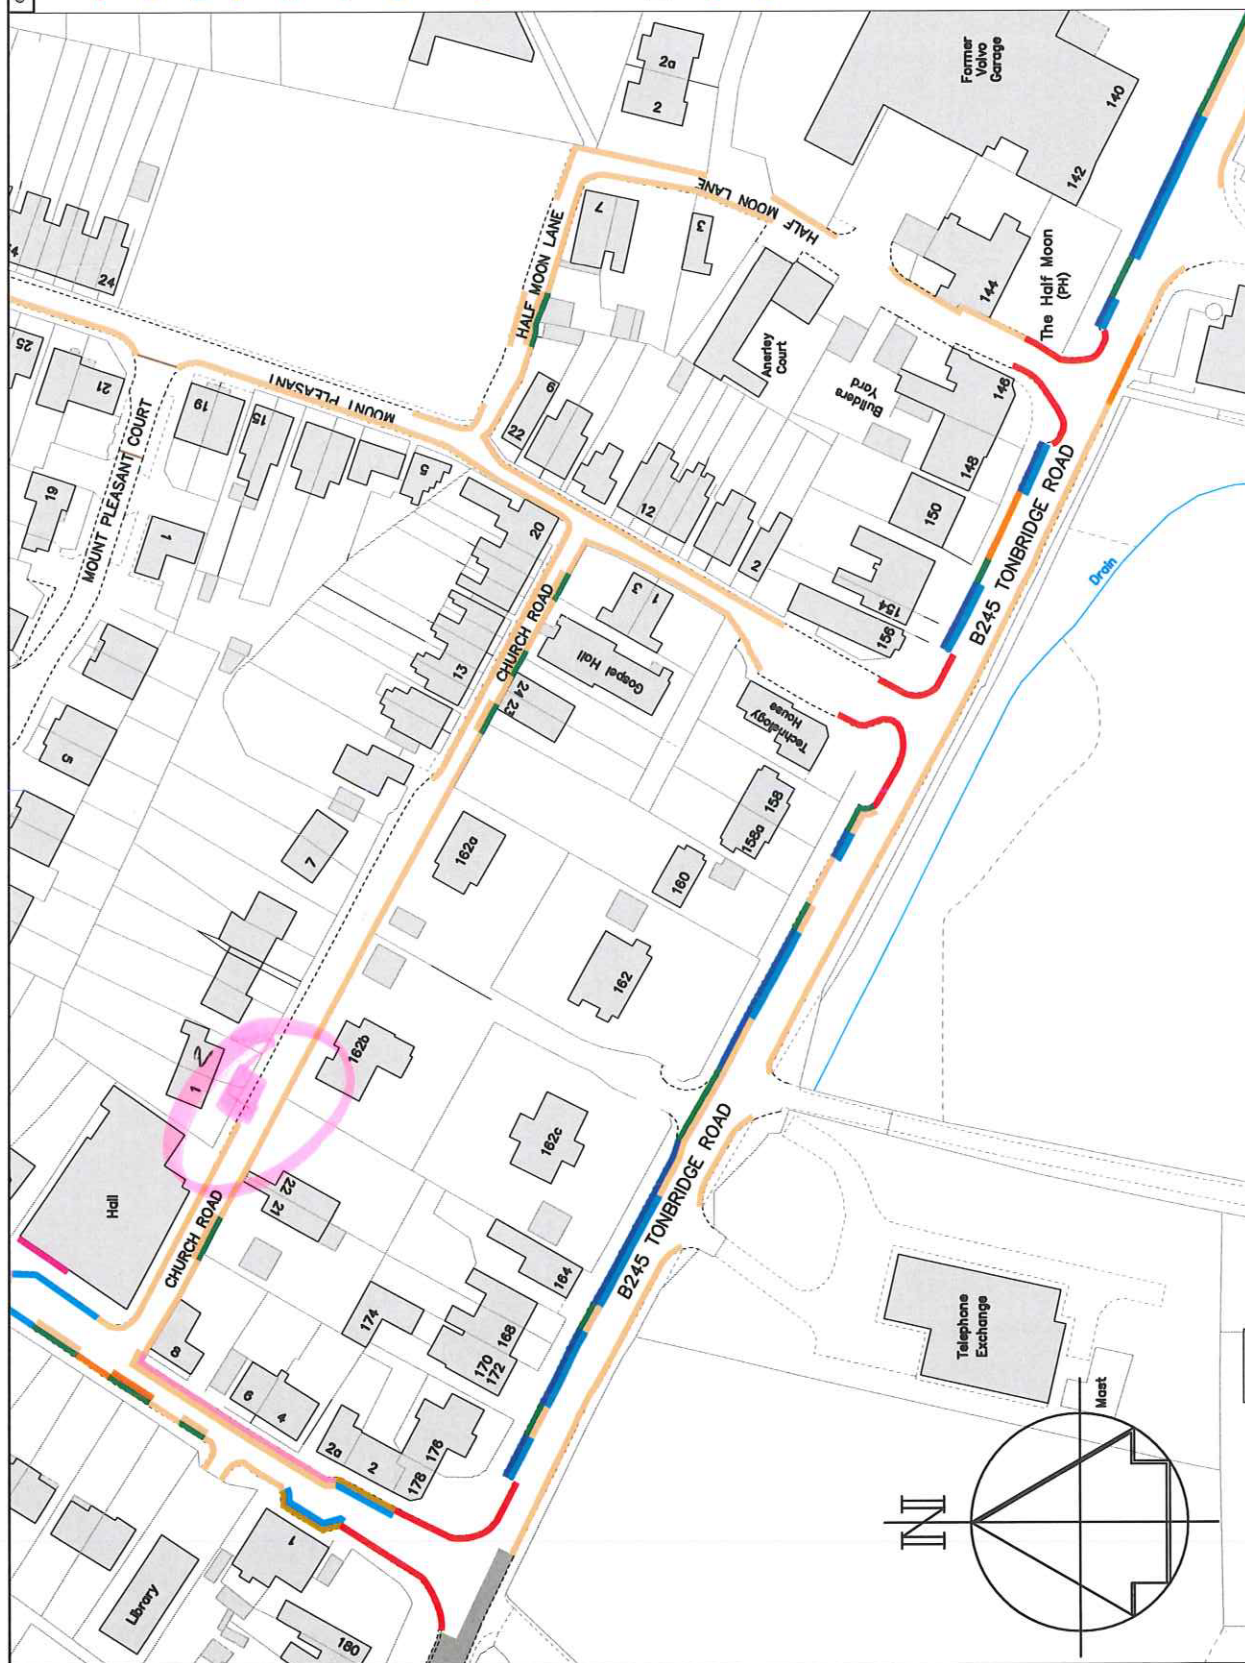 Former
Volvo
Garage
2a
2
140
142
24
HALF MOON LANE
7
HALF MOON LANE
3
144
The Half Moon
(PH)
25
21
MOUNT PLEASANT
19
15
MOUNT PLEASANT COURT
19
1
5
9
22
Anerley
Court
Builders
Yard
146
148
150
12
2
20
154
156
B245 TONBRIDGE ROAD
Drain
CHURCH ROAD
3
1
Gospel Hall
24
23
13
Technology
House
5
7
162a
158
158a
160
162
1
2
162b
162c
Hall
CHURCH ROAD
22
21
B245 TONBRIDGE ROAD
164
174
168
170
172
8
6
4
2a
2
176
178
Telephone
Exchange
Mast
N
1
Library
180